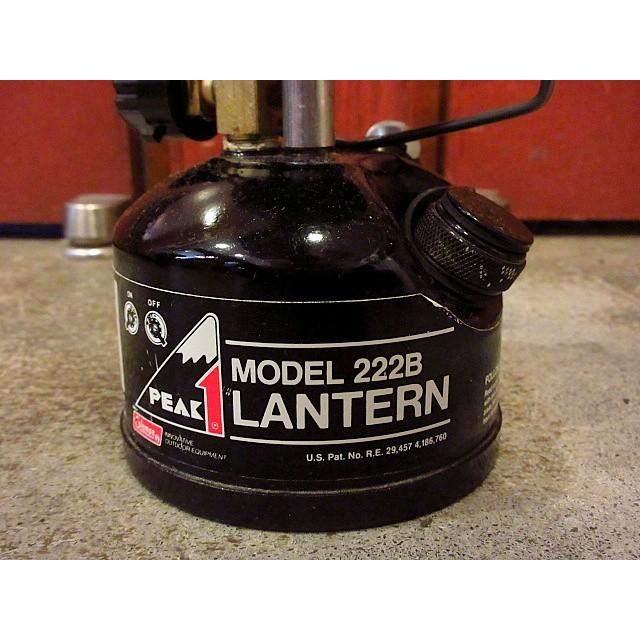 ON OFF
PEAK 1
MODEL 222B
LANTERN
Coleman
INNOVATIVE
OUTDOOR EQUIPMENT
U.S. Pat. No. R.E. 29,457 4,186,760